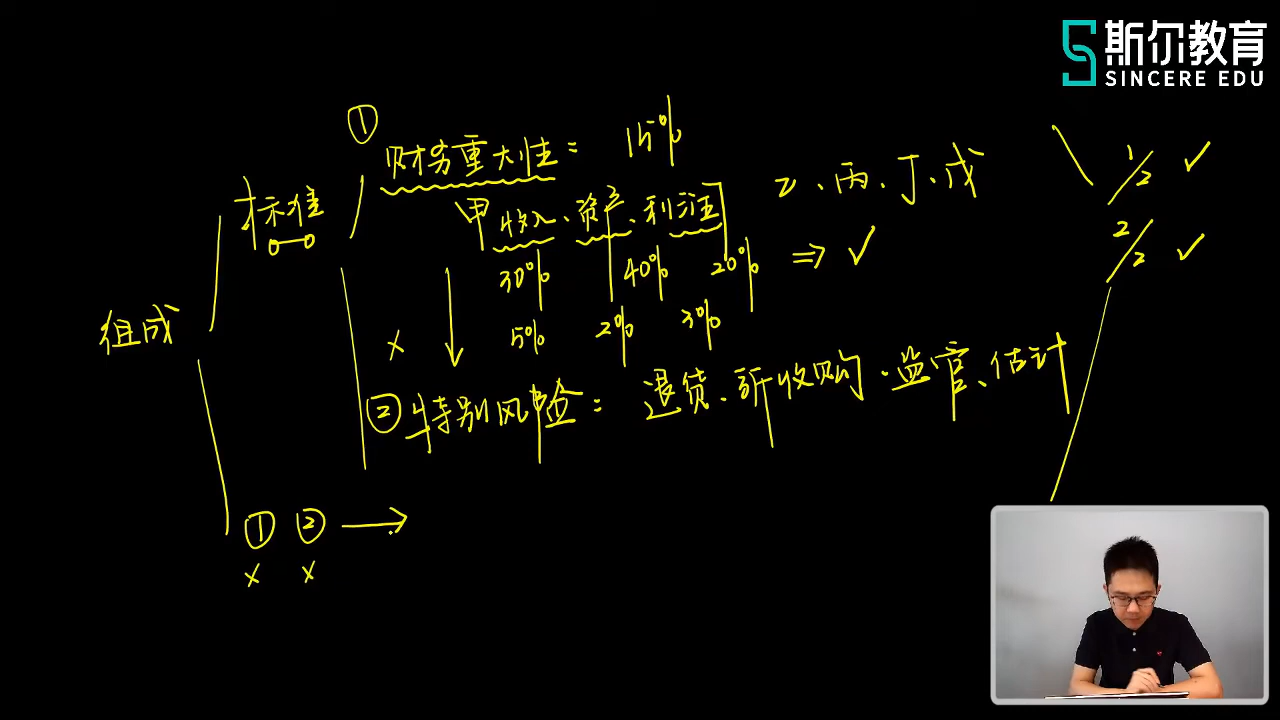 斯尔教育
SINCERE EDU
①
财务重大性: 15%
标准
甲 收入、资产、利润
乙、丙、丁、戊
1/2 ✓
2/2 ✓
30% 40% 20% ⇒ ✓
组成
x 5% 2% 3%
② 特别风险: 退货、新收购、监管、估计
① ② →
x x